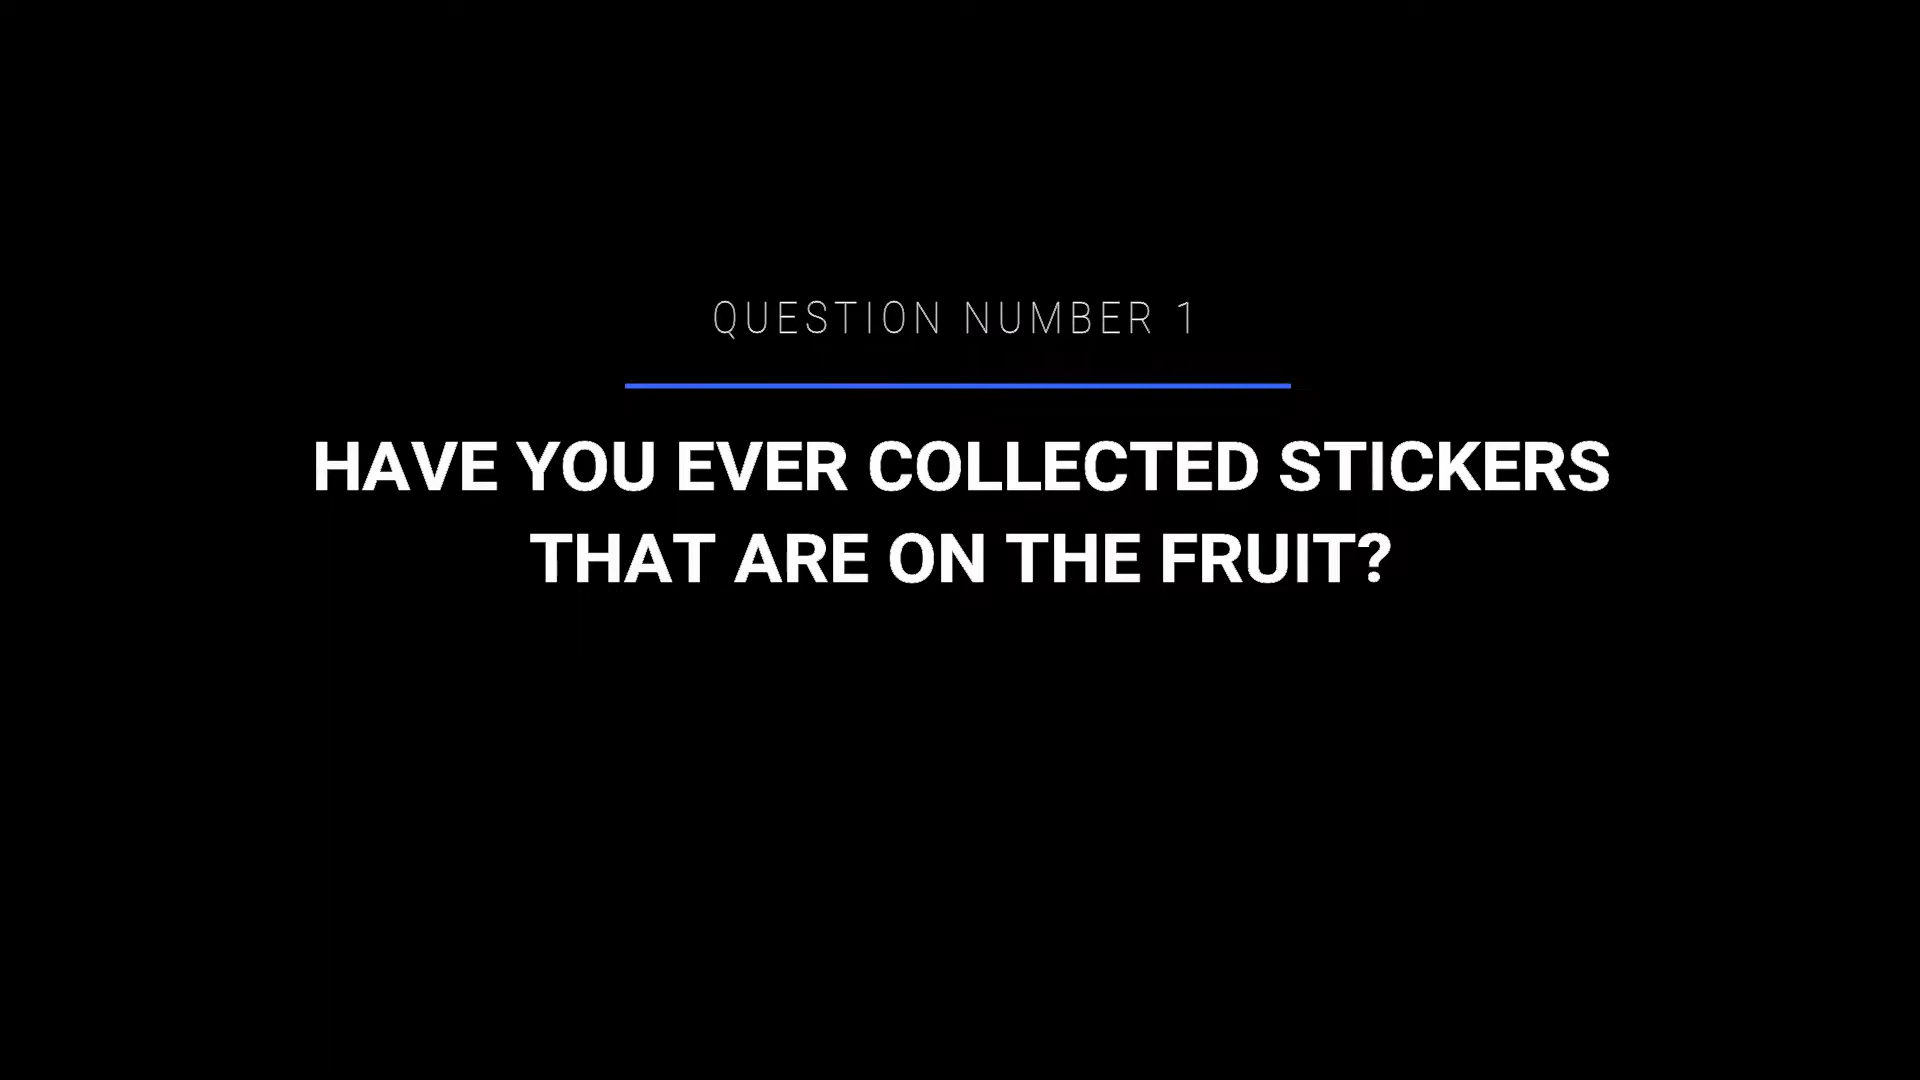 QUESTION NUMBER 1
HAVE YOU EVER COLLECTED STICKERS
THAT ARE ON THE FRUIT?